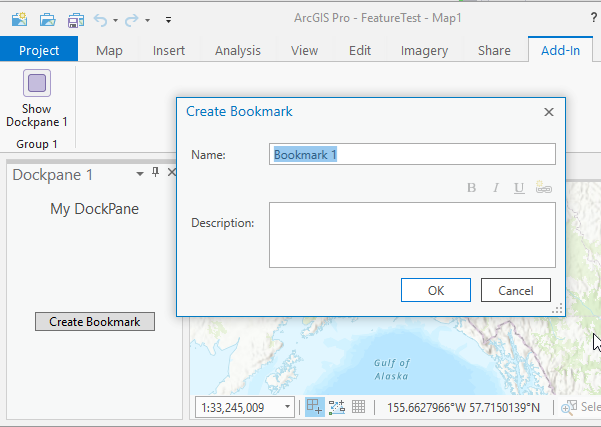 ArcGIS Pro - FeatureTest - Map1
?
Project Map Insert Analysis View Edit Imagery Share Add-In
Show
Dockpane 1
Group 1
Dockpane 1
My DockPane
Create Bookmark
Create Bookmark
Name: Bookmark 1
B I U
Description:
OK Cancel
Gulf of
Alaska
1:33,245,009 155.6627966°W 57.7150139°N Sele